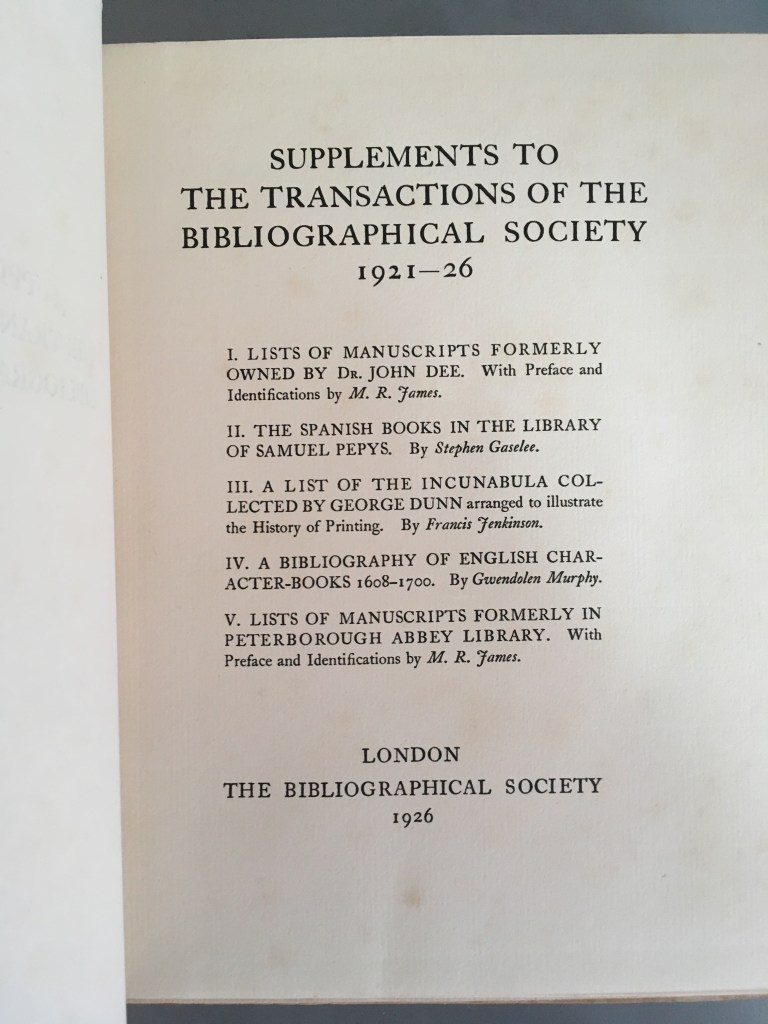 SUPPLEMENTS TO
THE TRANSACTIONS OF THE
BIBLIOGRAPHICAL SOCIETY
1921—26
I. LISTS OF MANUSCRIPTS FORMERLY
OWNED BY DR. JOHN DEE. With Preface and
Identifications by M. R. James.
II. THE SPANISH BOOKS IN THE LIBRARY
OF SAMUEL PEPYS. By Stephen Gaselee.
III. A LIST OF THE INCUNABULA COL-
LECTED BY GEORGE DUNN arranged to illustrate
the History of Printing. By Francis Jenkinson.
IV. A BIBLIOGRAPHY OF ENGLISH CHAR-
ACTER-BOOKS 1608–1700. By Gwendolen Murphy.
V. LISTS OF MANUSCRIPTS FORMERLY IN
PETERBOROUGH ABBEY LIBRARY. With
Preface and Identifications by M. R. James.
LONDON
THE BIBLIOGRAPHICAL SOCIETY
1926